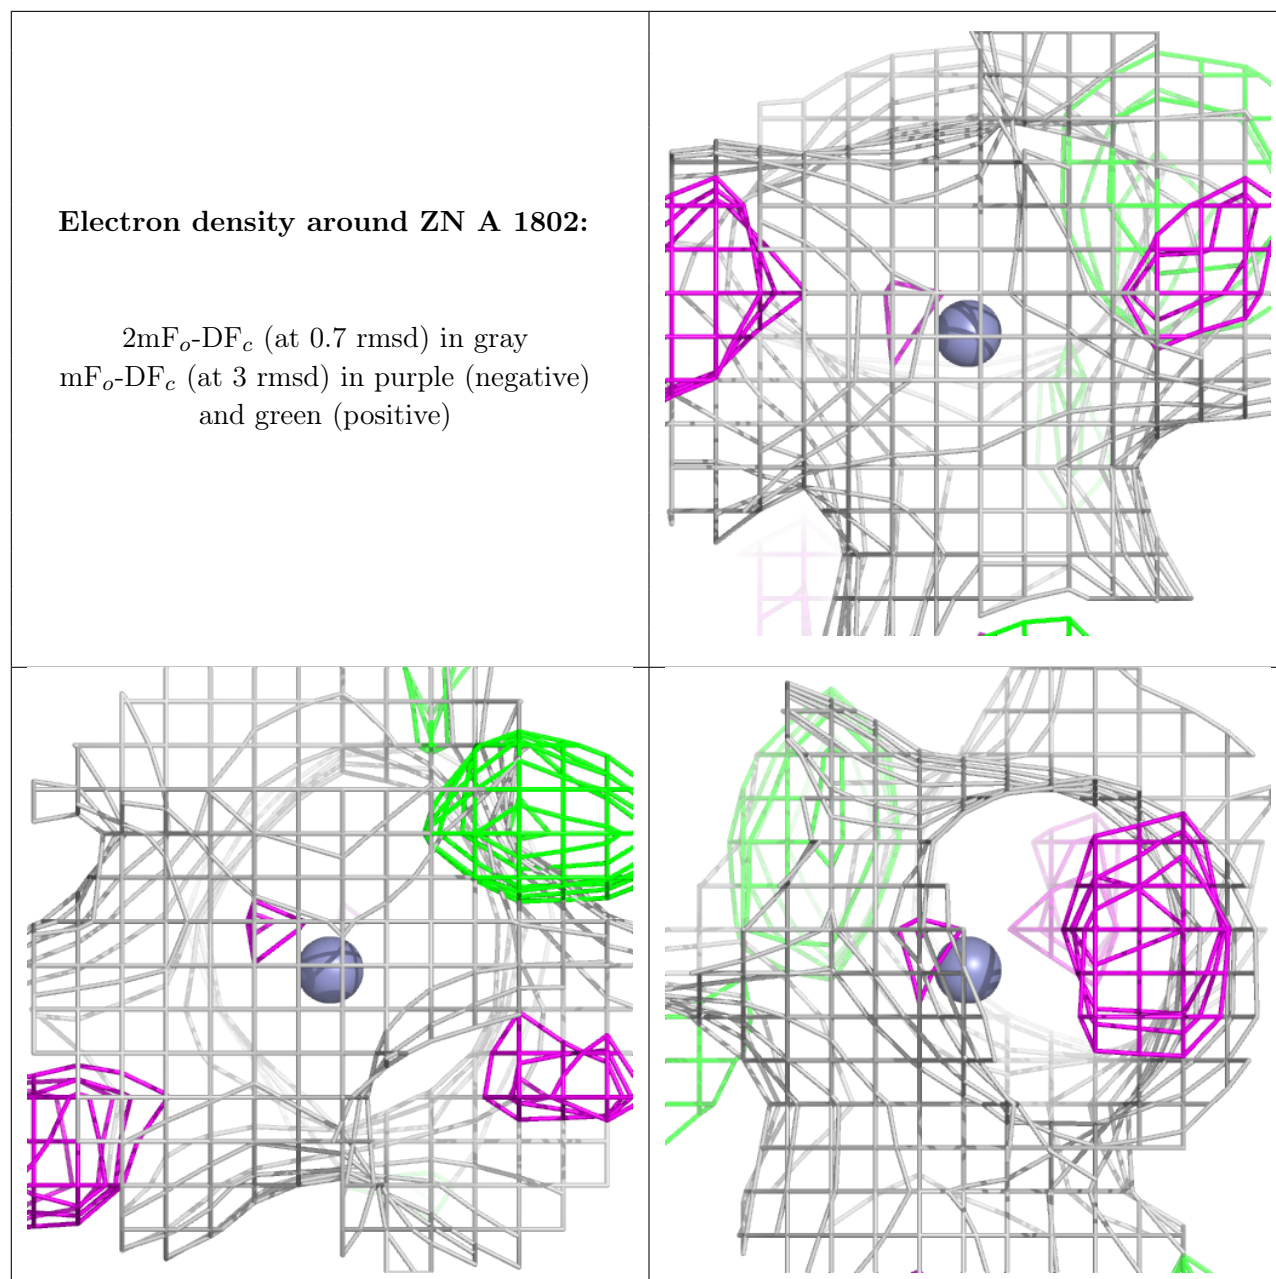 Electron density around ZN A 1802:
2mFₒ-DF𝒸 (at 0.7 rmsd) in gray
mFₒ-DF𝒸 (at 3 rmsd) in purple (negative)
and green (positive)